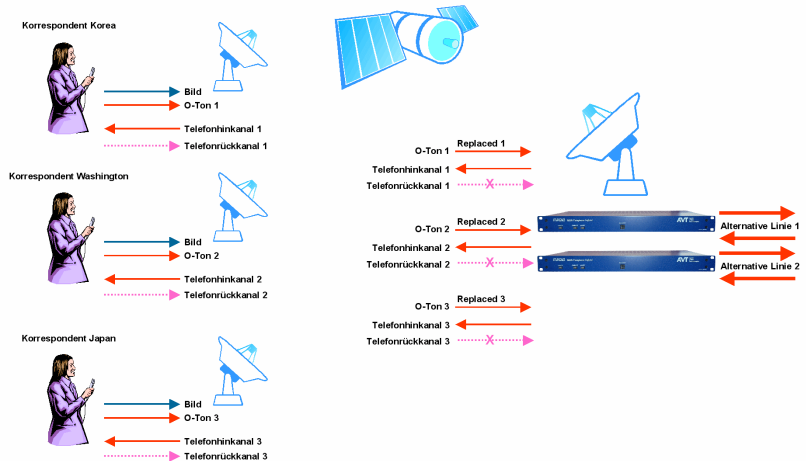 Korrespondent Korea
Bild
O-Ton 1
Telefonhinkanal 1
Telefonrückkanal 1
Korrespondent Washington
Bild
O-Ton 2
Telefonhinkanal 2
Telefonrückkanal 2
Korrespondent Japan
Bild
O-Ton 3
Telefonhinkanal 3
Telefonrückkanal 3
O-Ton 1 Replaced 1
Telefonhinkanal 1
Telefonrückkanal 1
X
O-Ton 2 Replaced 2
Telefonhinkanal 2
Telefonrückkanal 2
X
O-Ton 3 Replaced 3
Telefonhinkanal 3
Telefonrückkanal 3
X
AVT
AVT
Alternative Linie 1
Alternative Linie 2